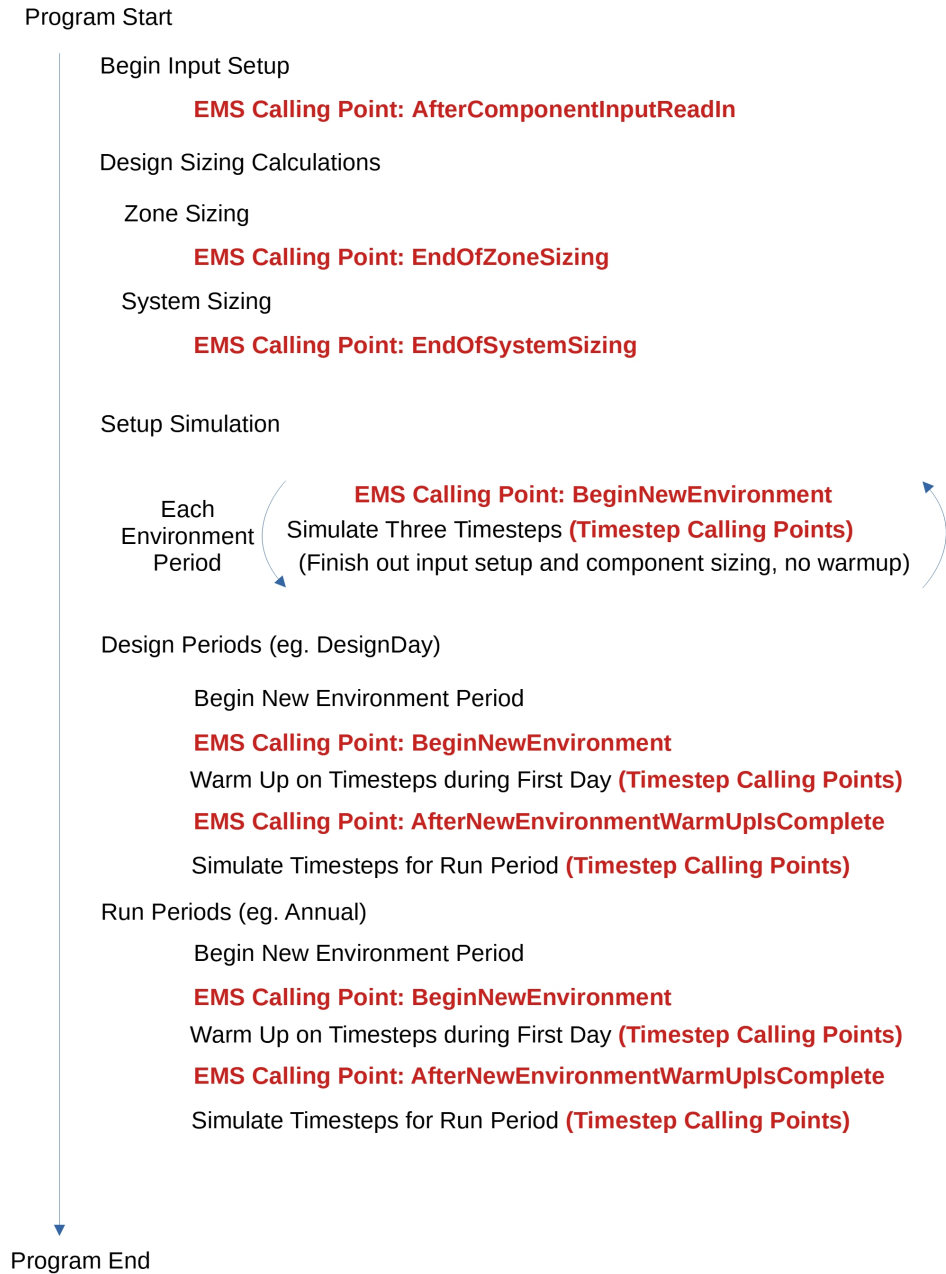 Program Start
Begin Input Setup
EMS Calling Point: AfterComponentInputReadIn
Design Sizing Calculations
Zone Sizing
EMS Calling Point: EndOfZoneSizing
System Sizing
EMS Calling Point: EndOfSystemSizing
Setup Simulation
Each
Environment
Period
EMS Calling Point: BeginNewEnvironment
Simulate Three Timesteps (Timestep Calling Points)
(Finish out input setup and component sizing, no warmup)
Design Periods (eg. DesignDay)
Begin New Environment Period
EMS Calling Point: BeginNewEnvironment
Warm Up on Timesteps during First Day (Timestep Calling Points)
EMS Calling Point: AfterNewEnvironmentWarmUpIsComplete
Simulate Timesteps for Run Period (Timestep Calling Points)
Run Periods (eg. Annual)
Begin New Environment Period
EMS Calling Point: BeginNewEnvironment
Warm Up on Timesteps during First Day (Timestep Calling Points)
EMS Calling Point: AfterNewEnvironmentWarmUpIsComplete
Simulate Timesteps for Run Period (Timestep Calling Points)
Program End